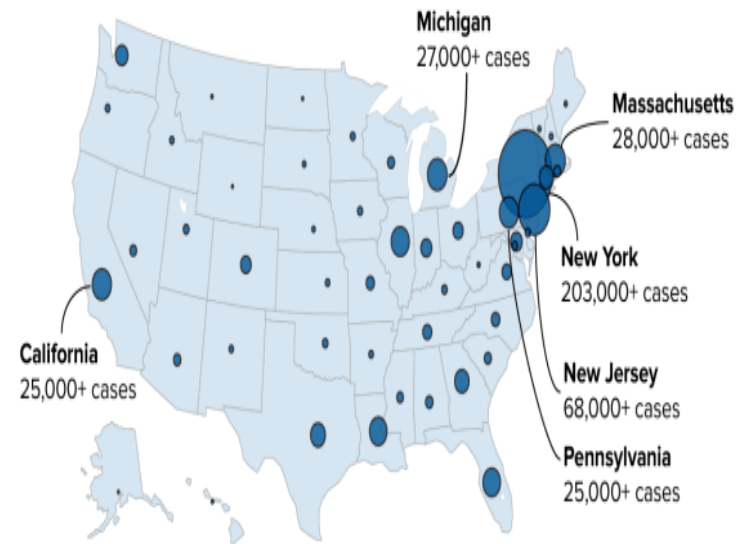 Michigan
27,000+ cases
Massachusetts
28,000+ cases
New York
203,000+ cases
California
25,000+ cases
New Jersey
68,000+ cases
Pennsylvania
25,000+ cases